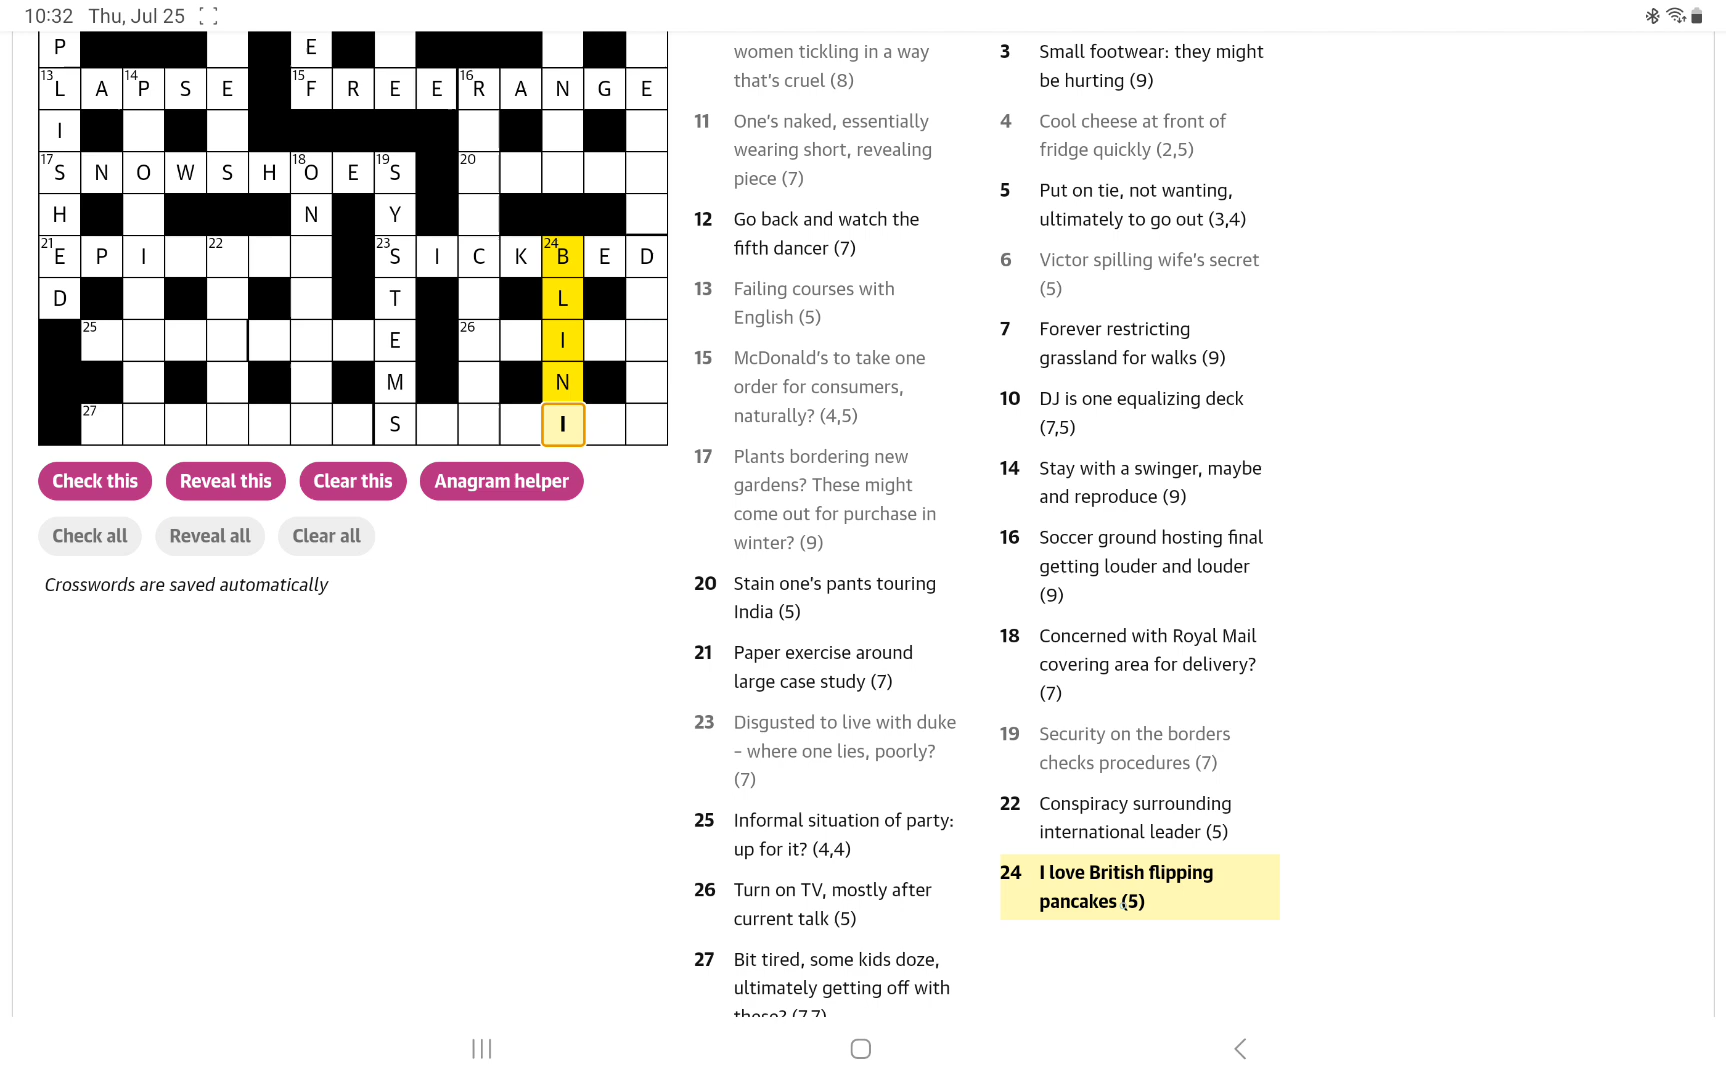 10:32 Thu, Jul 25
P E
13 L A 14 P S E 15 F R E E 16 R A N G E
I
17 S N O W S H 18 O E 19 S 20
H N Y
21 E P I 22 23 S I C K 24 B E D
D T L
25 E 26 I
M N
27 S I
Check this Reveal this Clear this Anagram helper
Check all Reveal all Clear all
Crosswords are saved automatically
women tickling in a way
that's cruel (8)
11 One's naked, essentially
wearing short, revealing
piece (7)
12 Go back and watch the
fifth dancer (7)
13 Failing courses with
English (5)
15 McDonald's to take one
order for consumers,
naturally? (4,5)
17 Plants bordering new
gardens? These might
come out for purchase in
winter? (9)
20 Stain one's pants touring
India (5)
21 Paper exercise around
large case study (7)
23 Disgusted to live with duke
– where one lies, poorly?
(7)
25 Informal situation of party:
up for it? (4,4)
26 Turn on TV, mostly after
current talk (5)
27 Bit tired, some kids doze,
ultimately getting off with
these? (7,7)
3 Small footwear: they might
be hurting (9)
4 Cool cheese at front of
fridge quickly (2,5)
5 Put on tie, not wanting,
ultimately to go out (3,4)
6 Victor spilling wife's secret
(5)
7 Forever restricting
grassland for walks (9)
10 DJ is one equalizing deck
(7,5)
14 Stay with a swinger, maybe
and reproduce (9)
16 Soccer ground hosting final
getting louder and louder
(9)
18 Concerned with Royal Mail
covering area for delivery?
(7)
19 Security on the borders
checks procedures (7)
22 Conspiracy surrounding
international leader (5)
24 I love British flipping
pancakes (5)